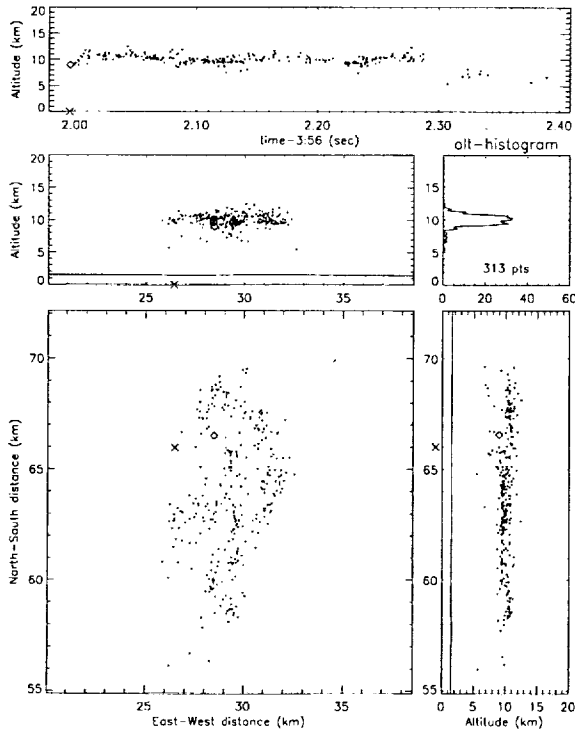 20
15
10
5
0
Altitude (km)
2.00 2.10 2.20 2.30 2.40
time-3:56 (sec)
alt-histogram
20
15
10
5
0
Altitude (km)
25 30 35
15
10
5
0
313 pts
0 20 40 60
70
65
60
55
North-South distance (km)
20 25 30 35
East-West distance (km)
70
65
60
55
0 5 10 15 20
Altitude (km)